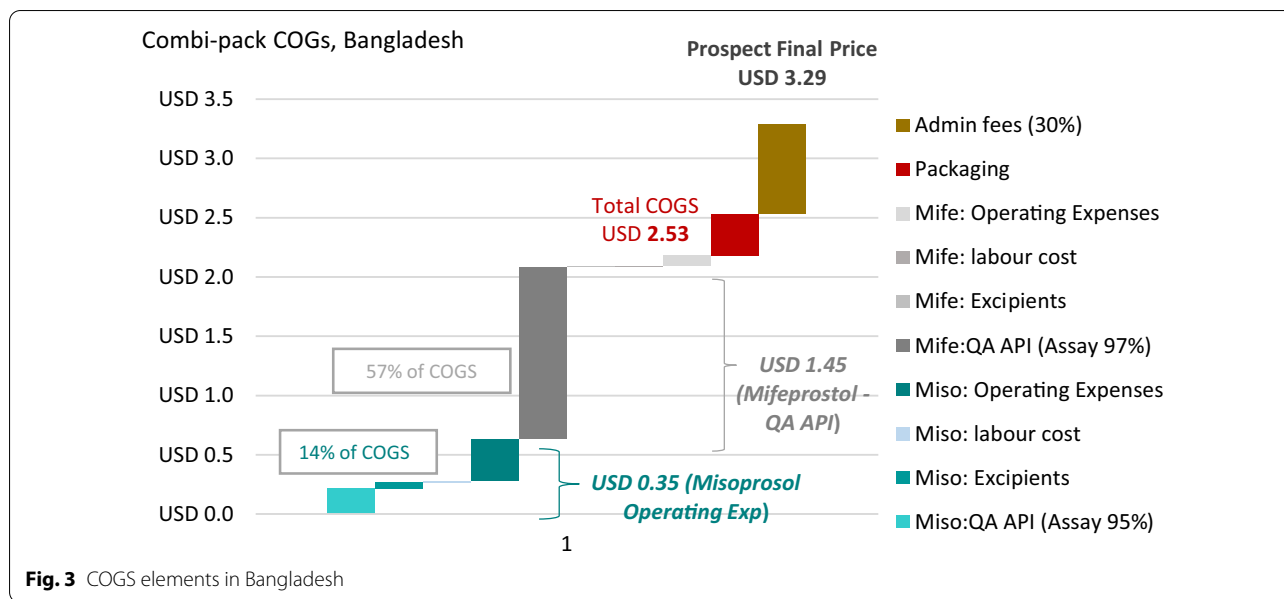 Combi-pack COGs, Bangladesh
Prospect Final Price
USD 3.29
USD 3.5
USD 3.0
USD 2.5
USD 2.0
USD 1.5
USD 1.0
USD 0.5
USD 0.0
Total COGS
USD 2.53
57% of COGS
14% of COGS
USD 1.45
(Mifeprostol -
QA API)
USD 0.35 (Misoprosol
Operating Exp)
1
Admin fees (30%)
Packaging
Mife: Operating Expenses
Mife: labour cost
Mife: Excipients
Mife:QA API (Assay 97%)
Miso: Operating Expenses
Miso: labour cost
Miso: Excipients
Miso:QA API (Assay 95%)
Fig. 3 COGS elements in Bangladesh